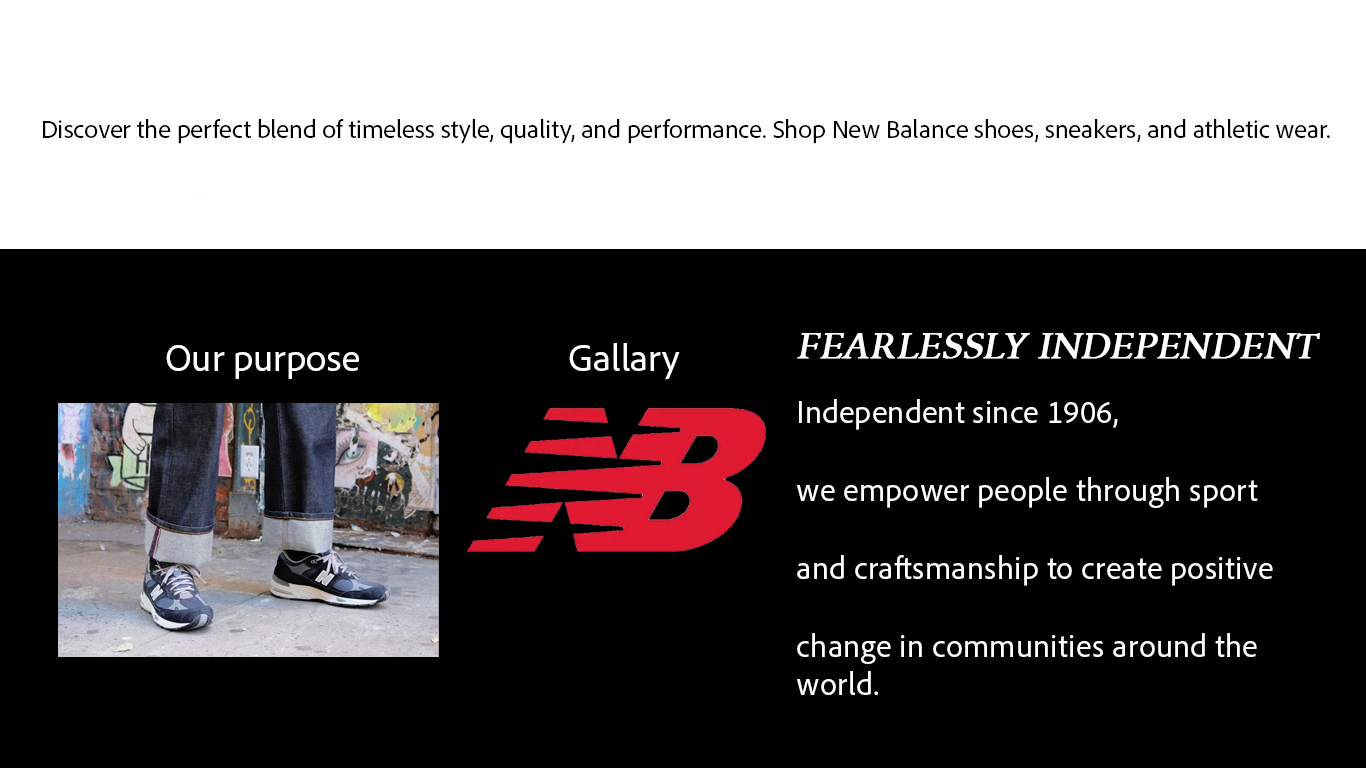 Discover the perfect blend of timeless style, quality, and performance. Shop New Balance shoes, sneakers, and athletic wear.
Our purpose
Gallary
FEARLESSLY INDEPENDENT
Independent since 1906,
we empower people through sport
and craftsmanship to create positive
change in communities around the
world.
NB
N
N